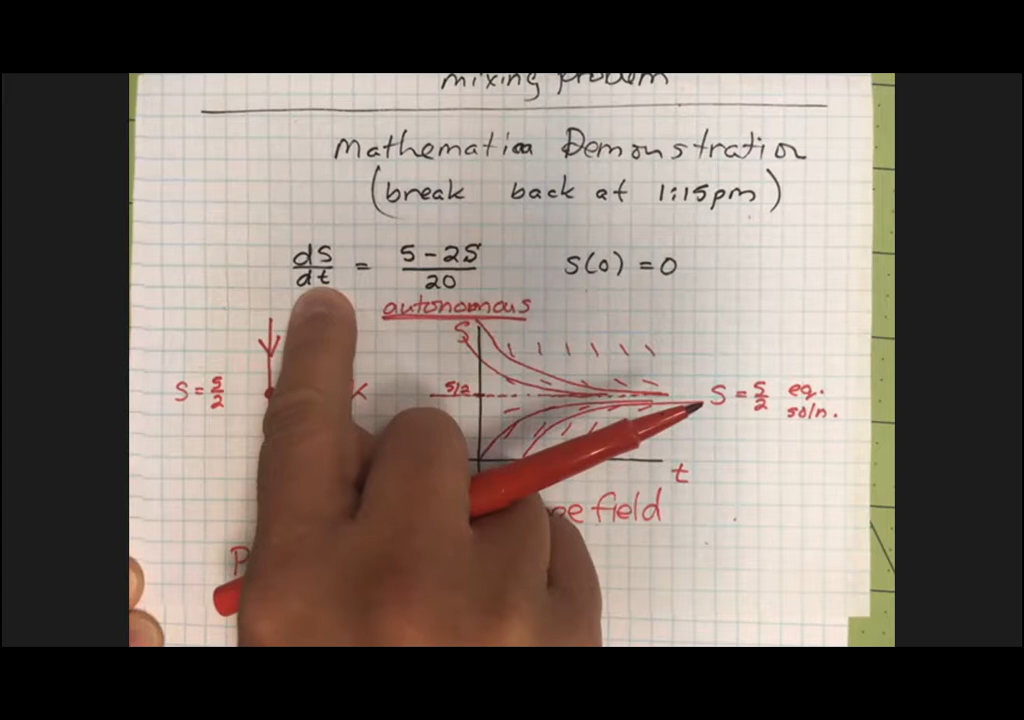 mixing problem
Mathematica Demonstration
(break back at 1:15pm)
dS/dt = 5-2S/20 S(0) = 0
autonomous
S
S = 5/2
5/2
S = 5/2 eq. soln.
t
field